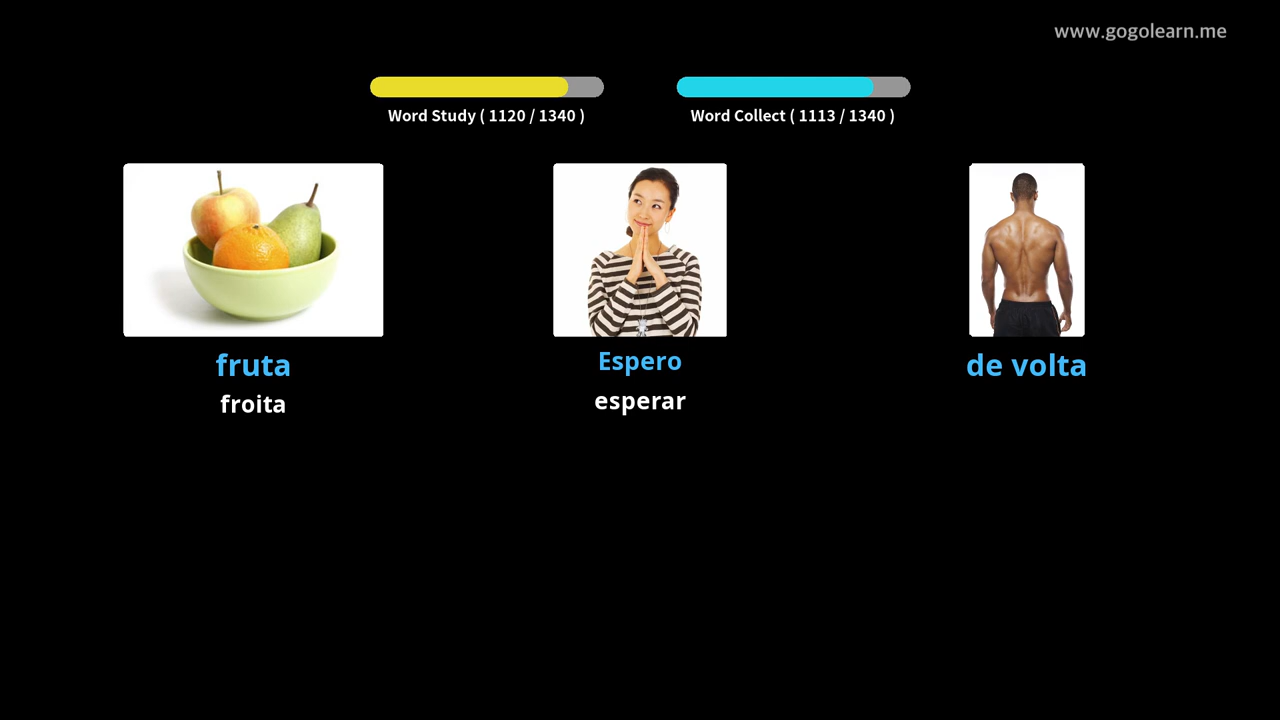 www.gogolearn.me
Word Study ( 1120 / 1340 )
Word Collect ( 1113 / 1340 )
fruta
froita
Espero
esperar
de volta